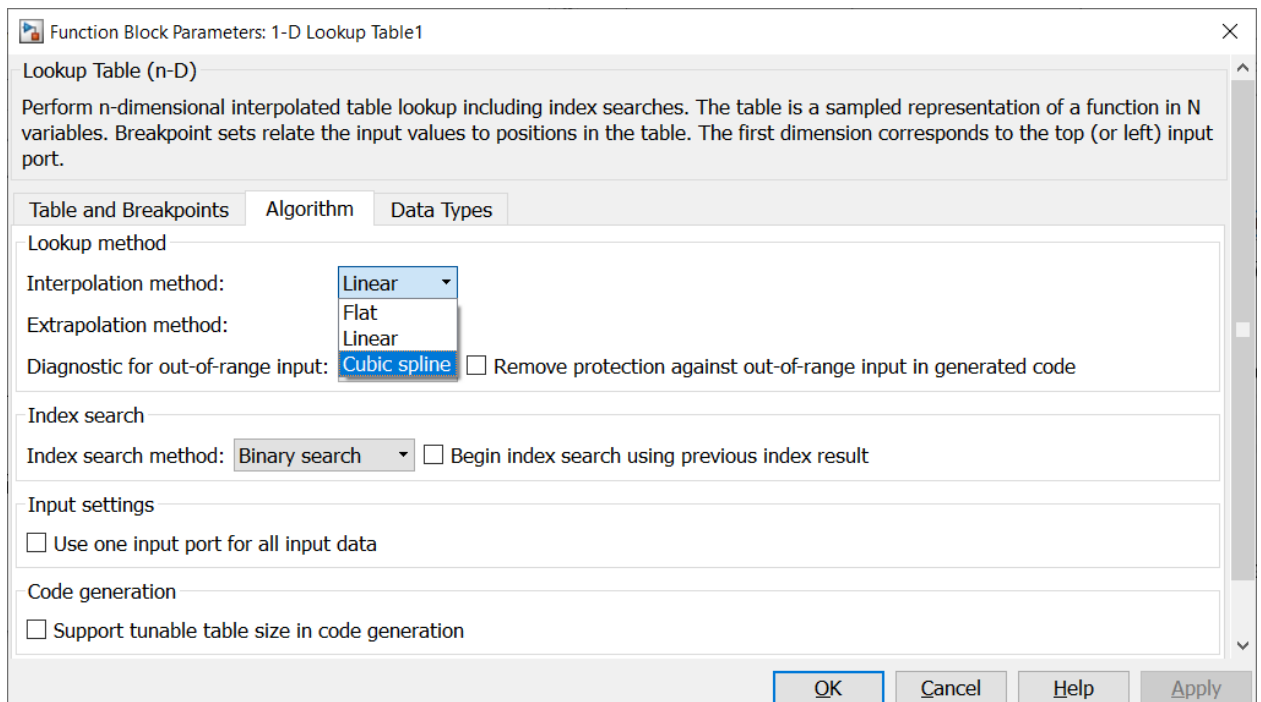 Function Block Parameters: 1-D Lookup Table1
Lookup Table (n-D)
Perform n-dimensional interpolated table lookup including index searches. The table is a sampled representation of a function in N
variables. Breakpoint sets relate the input values to positions in the table. The first dimension corresponds to the top (or left) input
port.
Table and Breakpoints Algorithm Data Types
Lookup method
Interpolation method: Linear
Flat
Extrapolation method:
Linear
Diagnostic for out-of-range input: Cubic spline Remove protection against out-of-range input in generated code
Index search
Index search method: Binary search Begin index search using previous index result
Input settings
Use one input port for all input data
Code generation
Support tunable table size in code generation
OK Cancel Help Apply